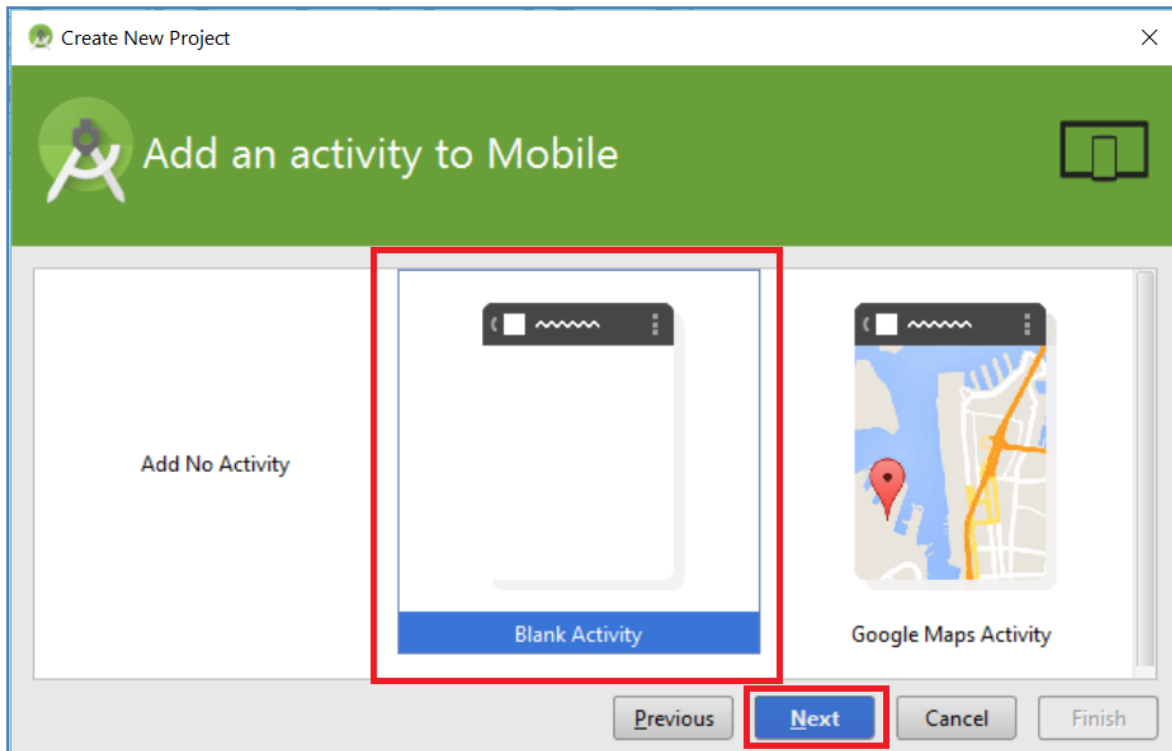 Create New Project
Add an activity to Mobile
Add No Activity
Blank Activity
Google Maps Activity
Previous
Next
Cancel
Finish